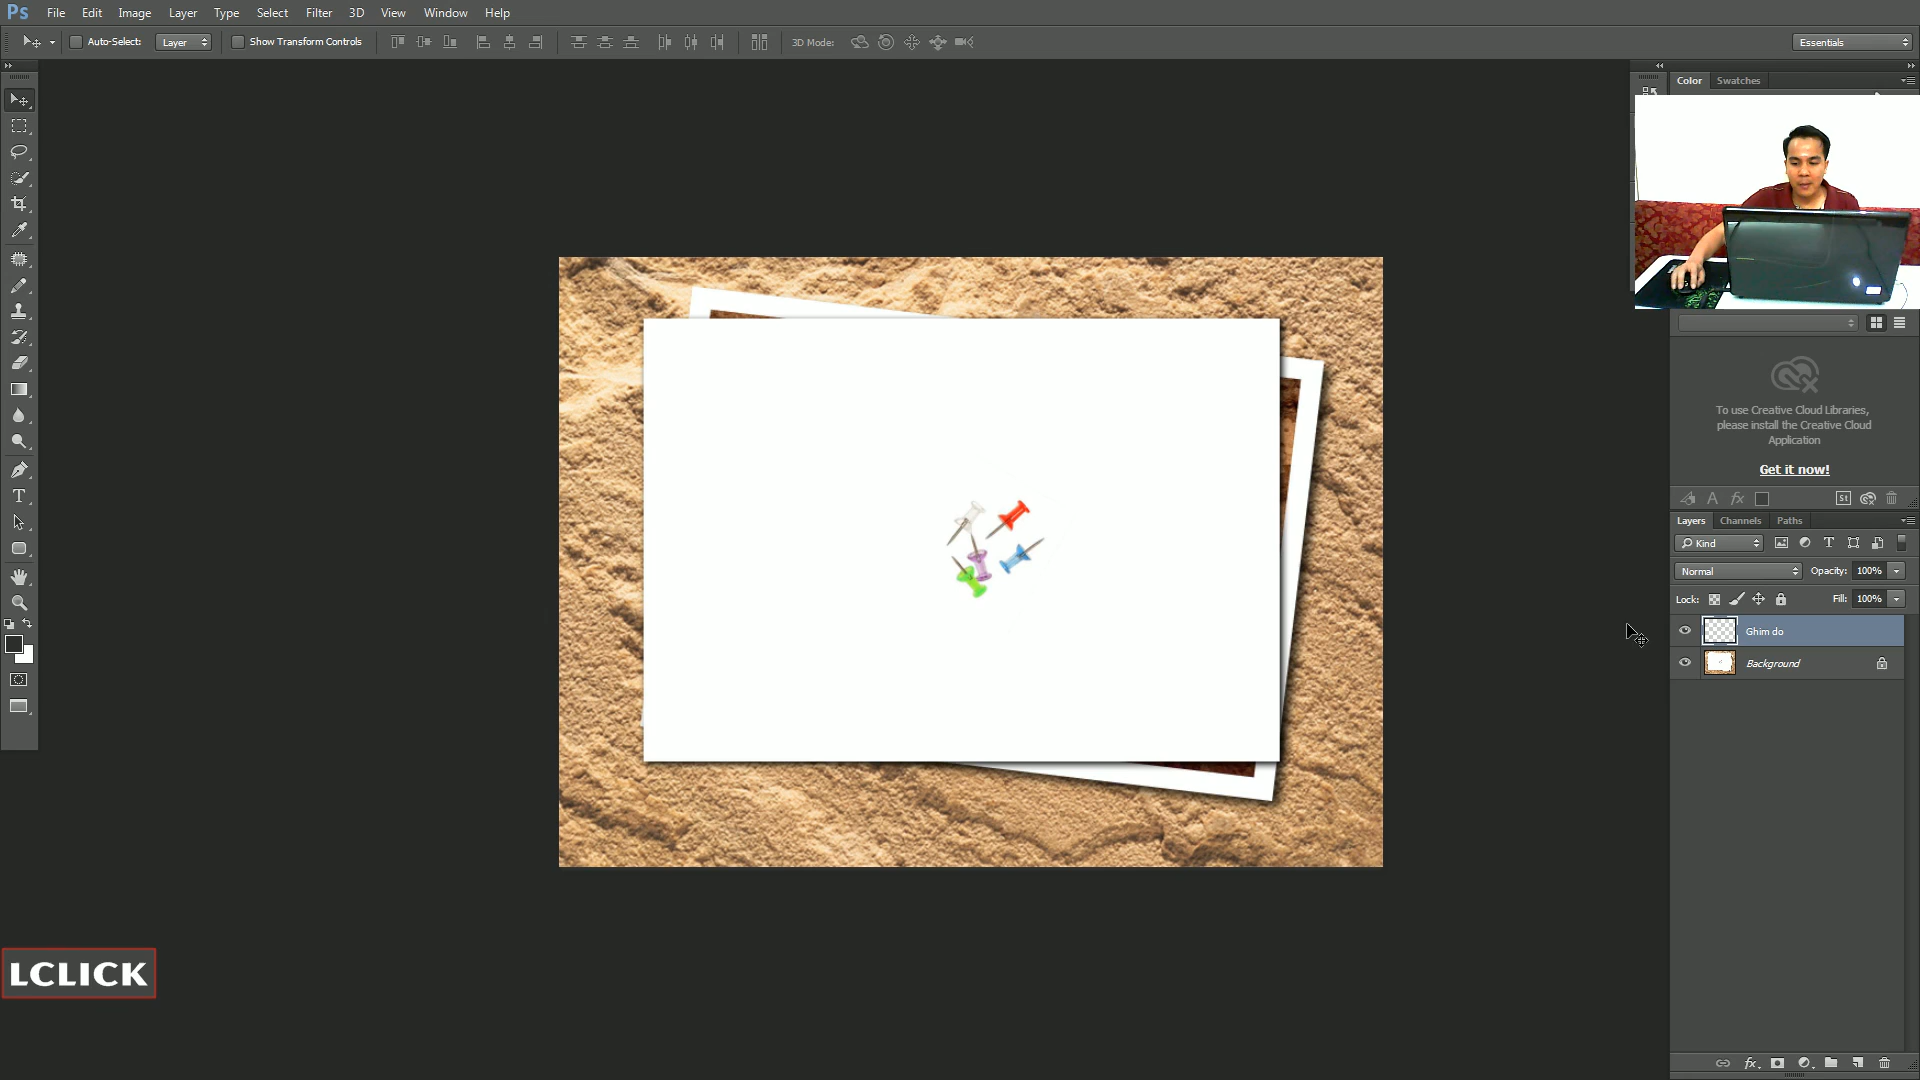 Ps File Edit Image Layer Type Select Filter 3D View Window Help
Auto-Select: Layer Show Transform Controls 3D Mode: Essentials
Color Swatches
To use Creative Cloud Libraries,
please install the Creative Cloud
Application
Get it now!
St
Layers Channels Paths
Kind
Normal Opacity: 100%
Lock: Fill: 100%
Ghim do
Background
LCLICK